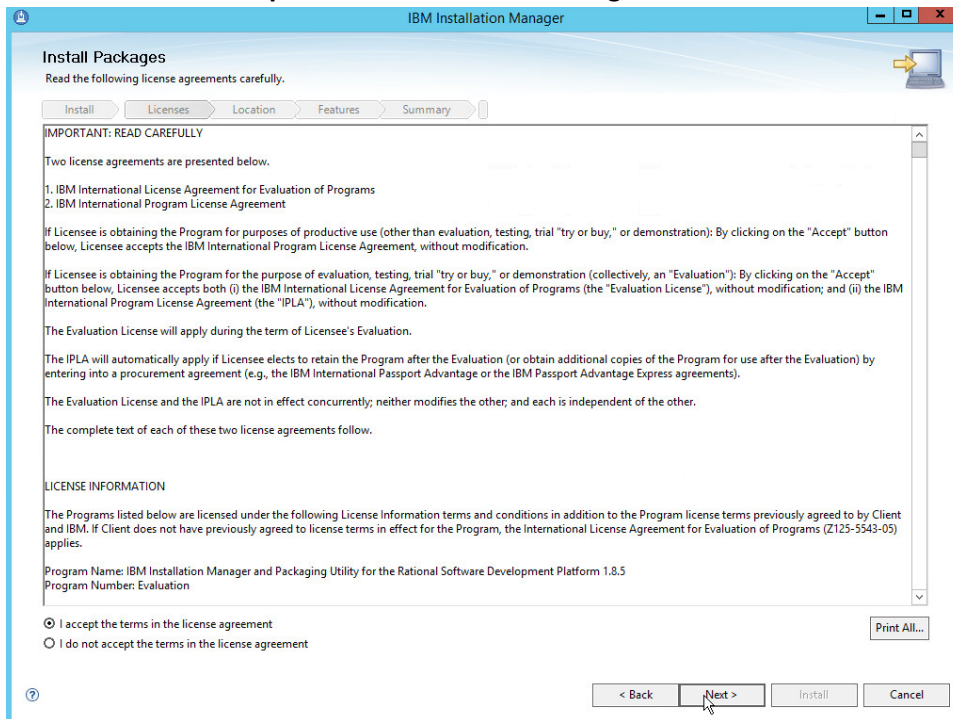 IBM Installation Manager
Install Packages
Read the following license agreements carefully.
Install Licenses Location Features Summary
IMPORTANT: READ CAREFULLY
Two license agreements are presented below.
1. IBM International License Agreement for Evaluation of Programs
2. IBM International Program License Agreement
If Licensee is obtaining the Program for purposes of productive use (other than evaluation, testing, trial "try or buy," or demonstration): By clicking on the "Accept" button
below, Licensee accepts the IBM International Program License Agreement, without modification.
If Licensee is obtaining the Program for the purpose of evaluation, testing, trial "try or buy," or demonstration (collectively, an "Evaluation"): By clicking on the "Accept"
button below, Licensee accepts both (i) the IBM International License Agreement for Evaluation of Programs (the "Evaluation License"), without modification; and (ii) the IBM
International Program License Agreement (the "IPLA"), without modification.
The Evaluation License will apply during the term of Licensee's Evaluation.
The IPLA will automatically apply if Licensee elects to retain the Program after the Evaluation (or obtain additional copies of the Program for use after the Evaluation) by
entering into a procurement agreement (e.g., the IBM International Passport Advantage or the IBM Passport Advantage Express agreements).
The Evaluation License and the IPLA are not in effect concurrently; neither modifies the other; and each is independent of the other.
The complete text of each of these two license agreements follow.
LICENSE INFORMATION
The Programs listed below are licensed under the following License Information terms and conditions in addition to the Program license terms previously agreed to by Client
and IBM. If Client does not have previously agreed to license terms in effect for the Program, the International License Agreement for Evaluation of Programs (Z125-5543-05)
applies.
Program Name: IBM Installation Manager and Packaging Utility for the Rational Software Development Platform 1.8.5
Program Number: Evaluation
I accept the terms in the license agreement
Print All...
I do not accept the terms in the license agreement
? < Back Next > Install Cancel